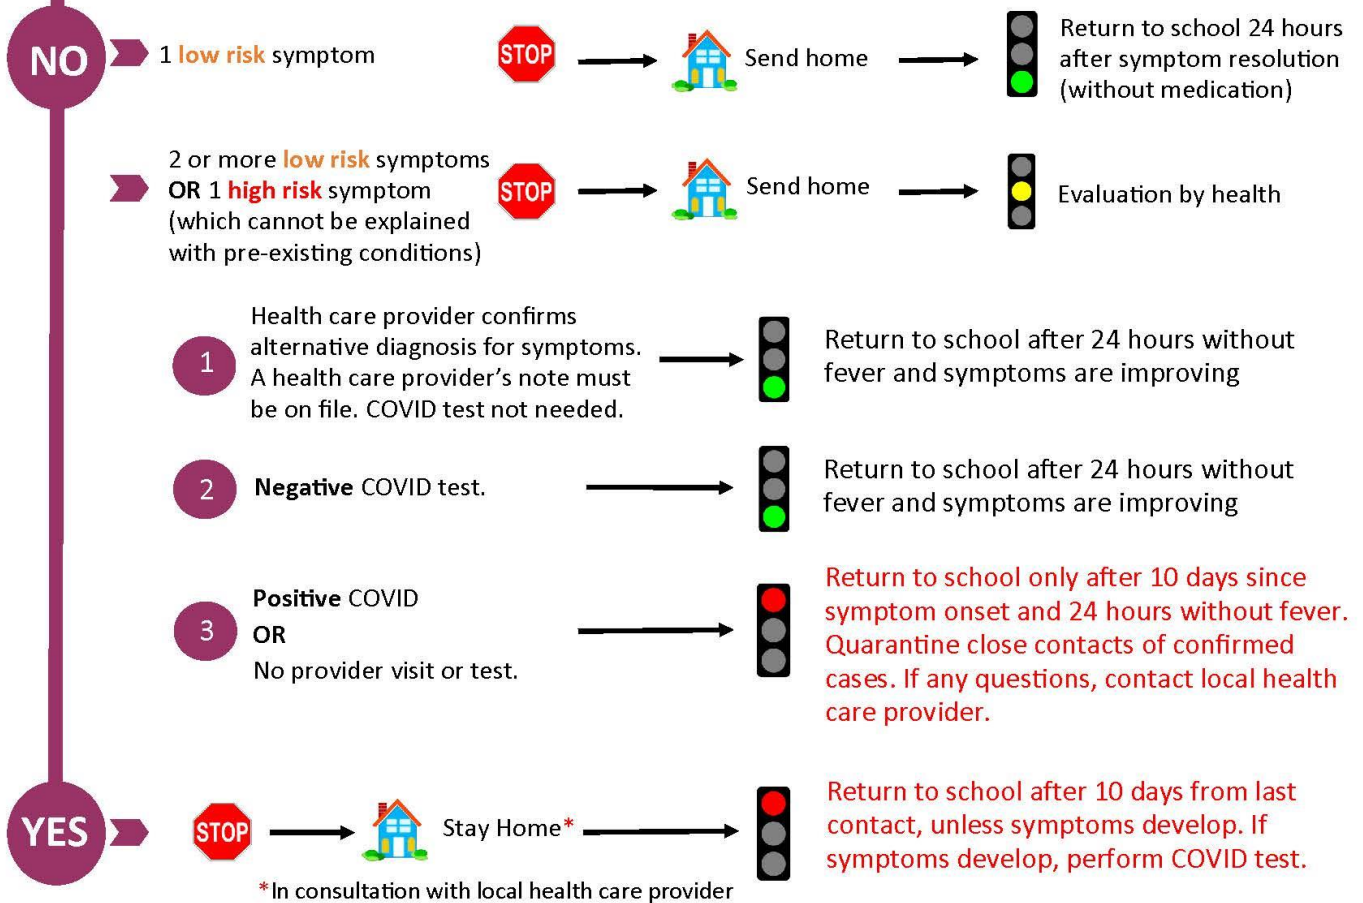 NO
1 low risk symptom
STOP
Send home
Return to school 24 hours
after symptom resolution
(without medication)
2 or more low risk symptoms
OR 1 high risk symptom
(which cannot be explained
with pre-existing conditions)
STOP
Send home
Evaluation by health
1
Health care provider confirms
alternative diagnosis for symptoms.
A health care provider’s note must
be on file. COVID test not needed.
Return to school after 24 hours without
fever and symptoms are improving
2
Negative COVID test.
Return to school after 24 hours without
fever and symptoms are improving
3
Positive COVID
OR
No provider visit or test.
Return to school only after 10 days since
symptom onset and 24 hours without fever.
Quarantine close contacts of confirmed
cases. If any questions, contact local health
care provider.
YES
STOP
Stay Home*
Return to school after 10 days from last
contact, unless symptoms develop. If
symptoms develop, perform COVID test.
*In consultation with local health care provider